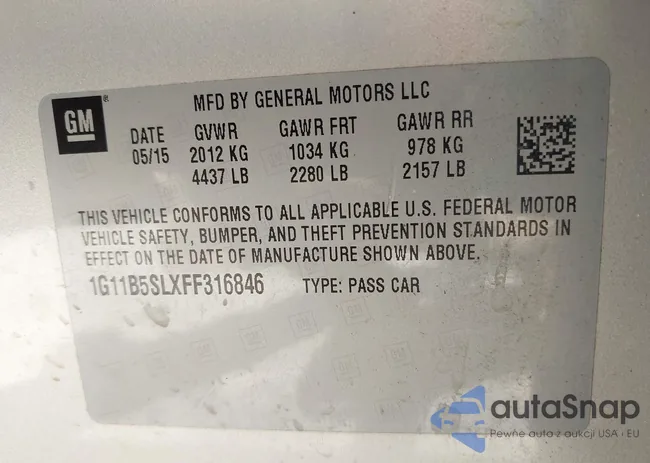 GM
MFD BY GENERAL MOTORS LLC
DATE GVWR GAWR FRT GAWR RR
05/15 2012 KG 1034 KG 978 KG
4437 LB 2280 LB 2157 LB
THIS VEHICLE CONFORMS TO ALL APPLICABLE U.S. FEDERAL MOTOR
VEHICLE SAFETY, BUMPER, AND THEFT PREVENTION STANDARDS IN
EFFECT ON THE DATE OF MANUFACTURE SHOWN ABOVE.
1G11B5SLXFF316846 TYPE: PASS CAR
autaSnap
Pewne auta z aukcji USA - EU